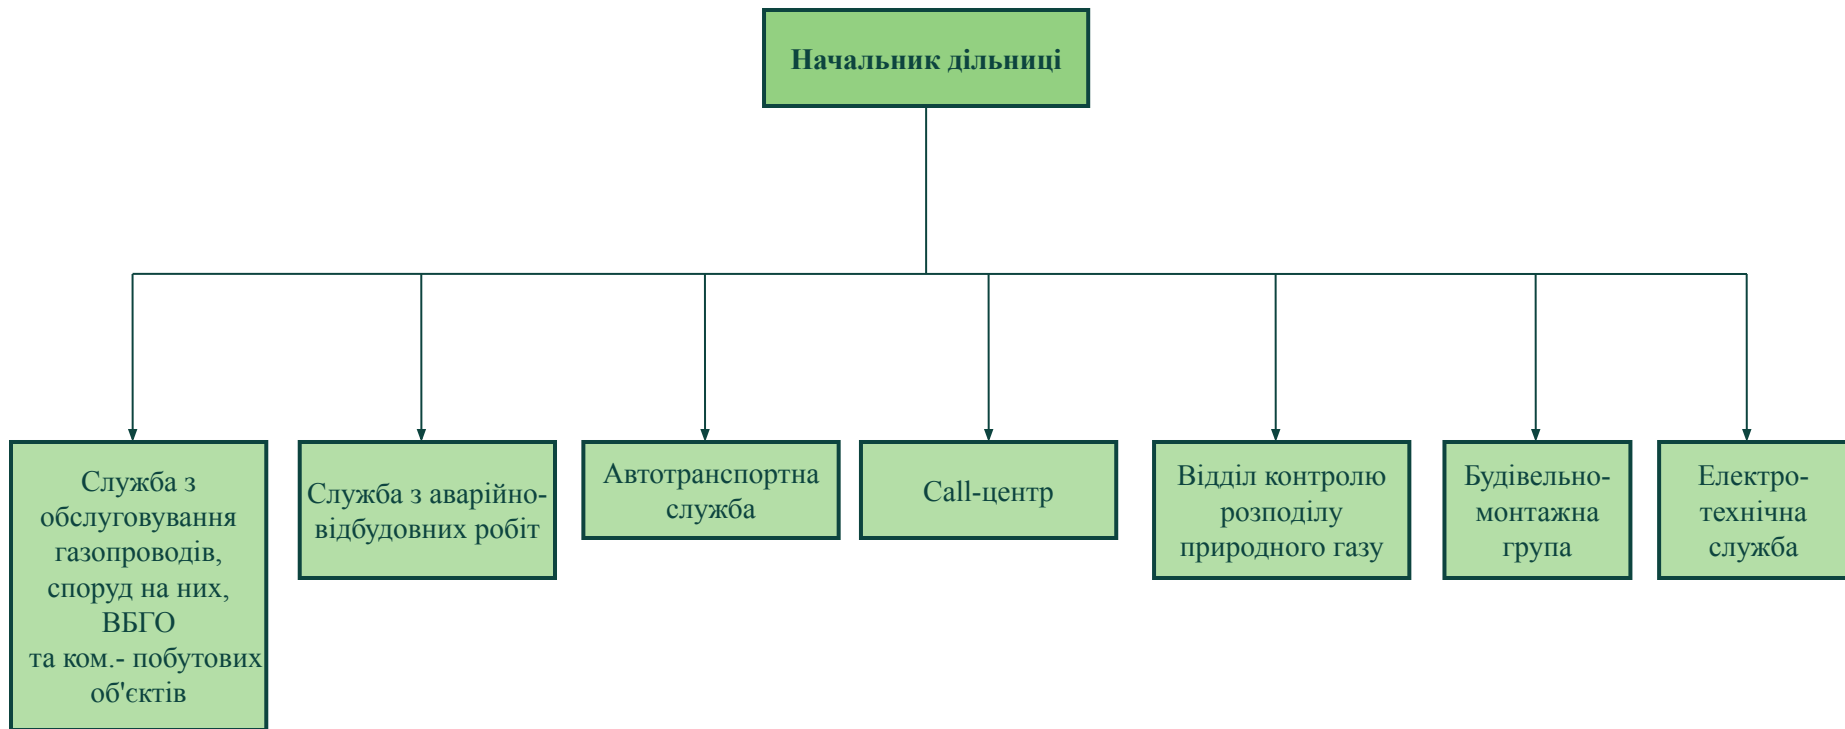 Начальник дільниці
Служба з
обслуговування
газопроводів,
споруд на них,
ВБГО
та ком.- побутових
об'єктів
Служба з аварійно-
відбудовних робіт
Автотранспортна
служба
Call-центр
Відділ контролю
розподілу
природного газу
Будівельно-
монтажна
група
Електро-
технічна
служба